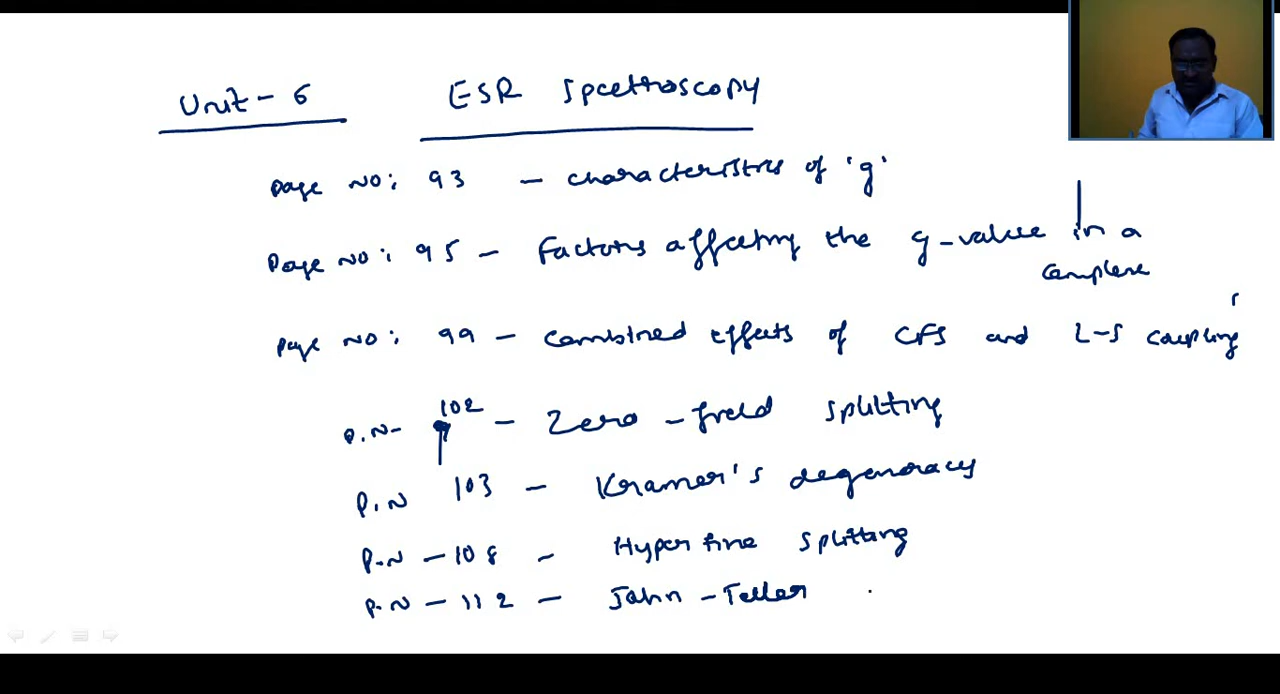 Unit - 6 ESR Spectroscopy
Page No: 93 - characteristics of 'g'
Page No: 95 - Factors affecting the g-value in a
complex
Page No: 99 - combined effects of CFS and L-S coupling
P.N- 102 - Zero-field splitting
P.N 103 - Kramer's degeneracy
P.N - 108 - Hyperfine splitting
P.N - 112 - Jahn - Teller